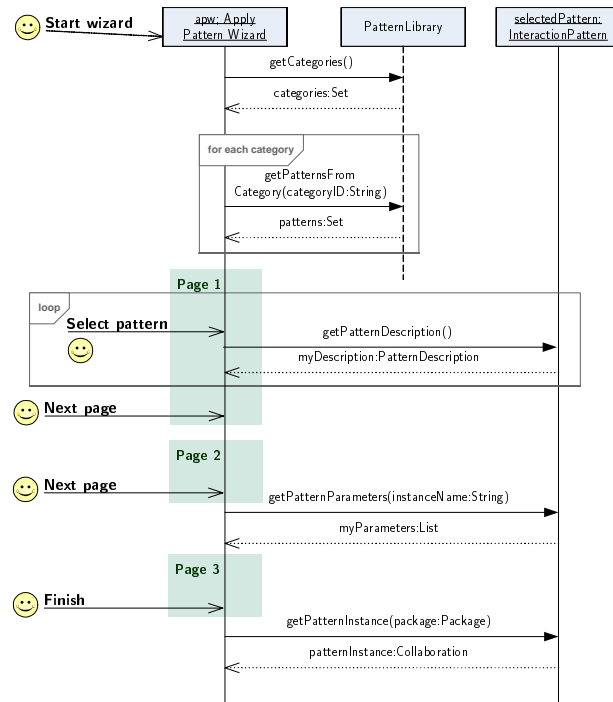 Start wizard
apw: Apply
Pattern Wizard
PatternLibrary
selectedPattern:
InteractionPattern
getCategories()
categories:Set
for each category
getPatternsFrom
Category(categoryID:String)
patterns:Set
Page 1
loop
Select pattern
getPatternDescription()
myDescription:PatternDescription
Next page
Page 2
Next page
getPatternParameters(instanceName:String)
myParameters:List
Page 3
Finish
getPatternInstance(package:Package)
patternInstance:Collaboration